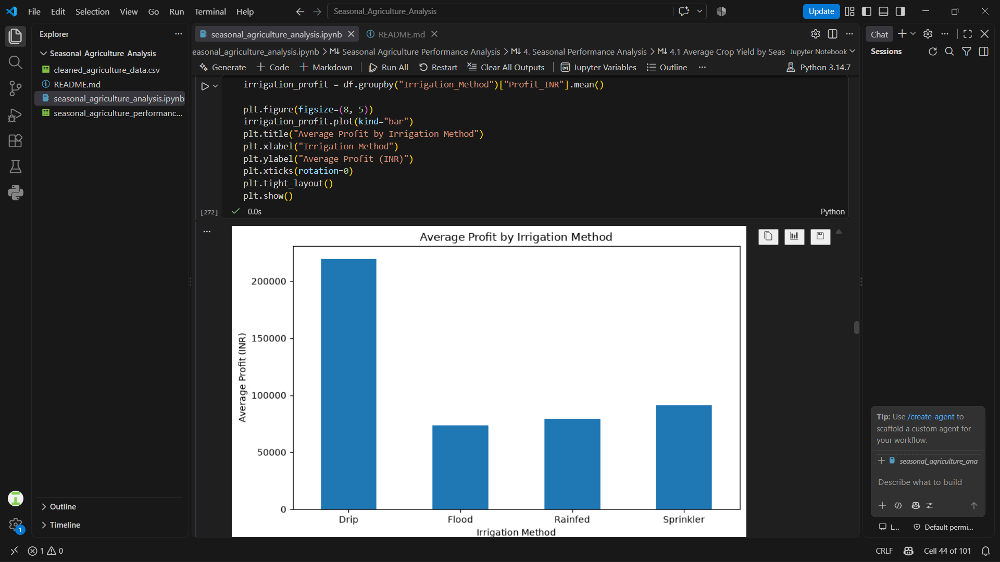 File Edit Selection View Go Run Terminal Help
Seasonal_Agriculture_Analysis
Update
Explorer
Seasonal_Agriculture_Analysis
cleaned_agriculture_data.csv
README.md
seasonal_agriculture_analysis.ipynb
seasonal_agriculture_performanc...
Outline
Timeline
seasonal_agriculture_analysis.ipynb
README.md
easonal_agriculture_analysis.ipynb > M↓ Seasonal Agriculture Performance Analysis > M↓ 4. Seasonal Performance Analysis > M↓ 4.1 Average Crop Yield by Seas
Jupyter Notebook
Generate + Code + Markdown Run All Restart Clear All Outputs Jupyter Variables Outline ...
Python 3.14.7
irrigation_profit = df.groupby("Irrigation_Method")["Profit_INR"].mean()
plt.figure(figsize=(8, 5))
irrigation_profit.plot(kind="bar")
plt.title("Average Profit by Irrigation Method")
plt.xlabel("Irrigation Method")
plt.ylabel("Average Profit (INR)")
plt.xticks(rotation=0)
plt.tight_layout()
plt.show()
[272]
0.0s
Python
Average Profit by Irrigation Method
200000
150000
100000
50000
0
Average Profit (INR)
Drip Flood Rainfed Sprinkler
Irrigation Method
Chat
Sessions
Tip: Use /create-agent to
scaffold a custom agent for
your workflow.
seasonal_agriculture_ana
Describe what to build
L...
Default permi...
1
1 0
CRLF
Cell 44 of 101